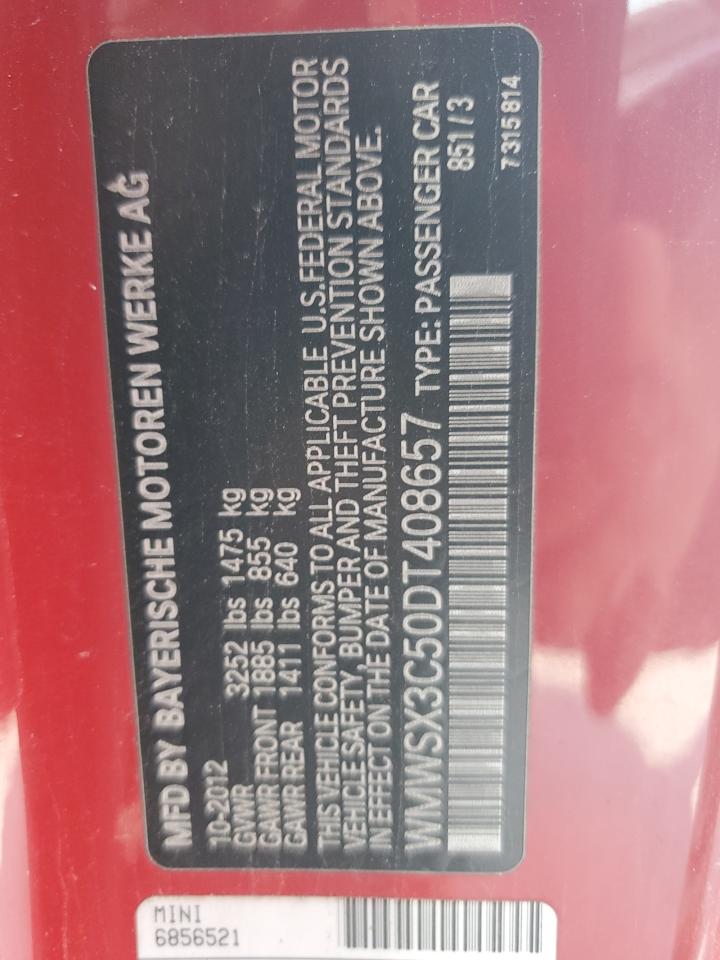 MFD BY BAYERISCHE MOTOREN WERKE AG
10-2012
GVWR 3252 lbs 1475 kg
GAWR FRONT 1885 lbs 855 kg
GAWR REAR 1411 lbs 640 kg
THIS VEHICLE CONFORMS TO ALL APPLICABLE U.S.FEDERAL MOTOR
VEHICLE SAFETY, BUMPER AND THEFT PREVENTION STANDARDS
IN EFFECT ON THE DATE OF MANUFACTURE SHOWN ABOVE.
WMWSX3C50DT408657 TYPE: PASSENGER CAR
851/3
7315814
MINI
6856521